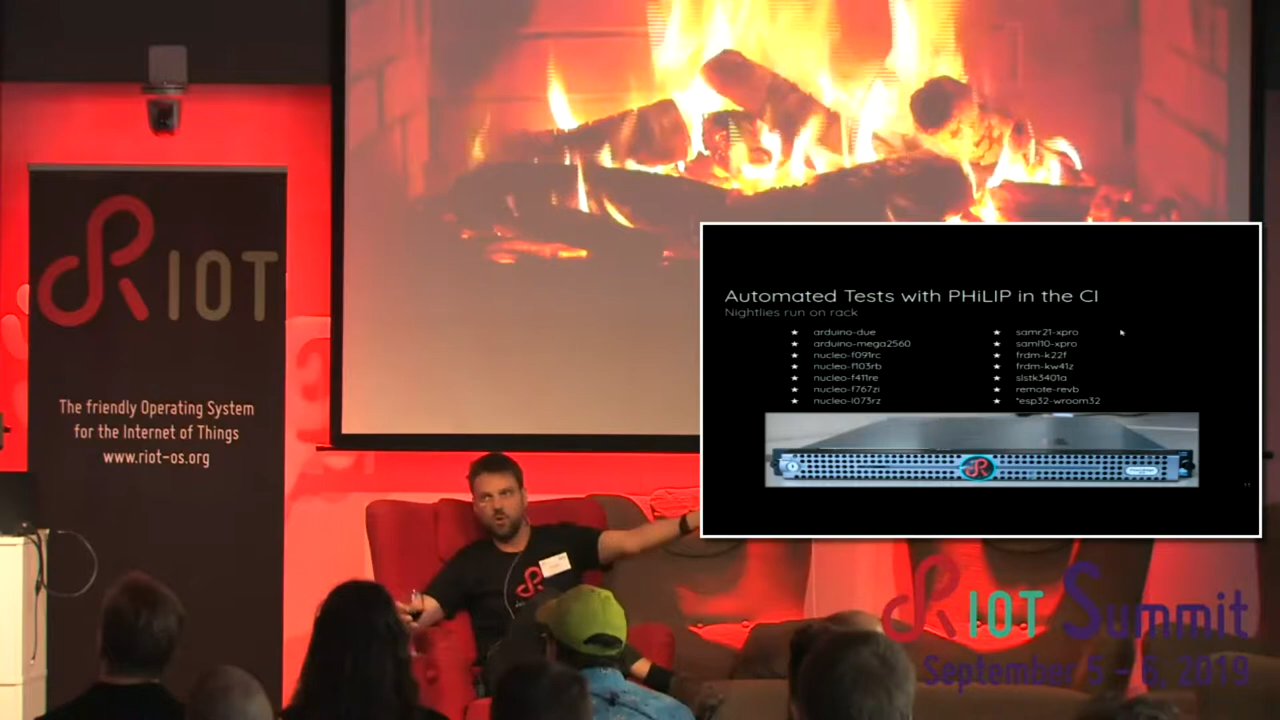 RIOT
The friendly Operating System
for the Internet of Things
www.riot-os.org
Automated Tests with PHiLIP in the CI
Nightlies run on rack
★ arduino-due
★ arduino-mega2560
★ nucleo-f091rc
★ nucleo-f103rb
★ nucleo-f411re
★ nucleo-f767zi
★ nucleo-l073rz
★ samr21-xpro
★ saml10-xpro
★ frdm-k22f
★ frdm-kw41z
★ slstk3401a
★ remote-revb
★ *esp32-wroom32
RIOT Summit
September 5 - 6, 2019